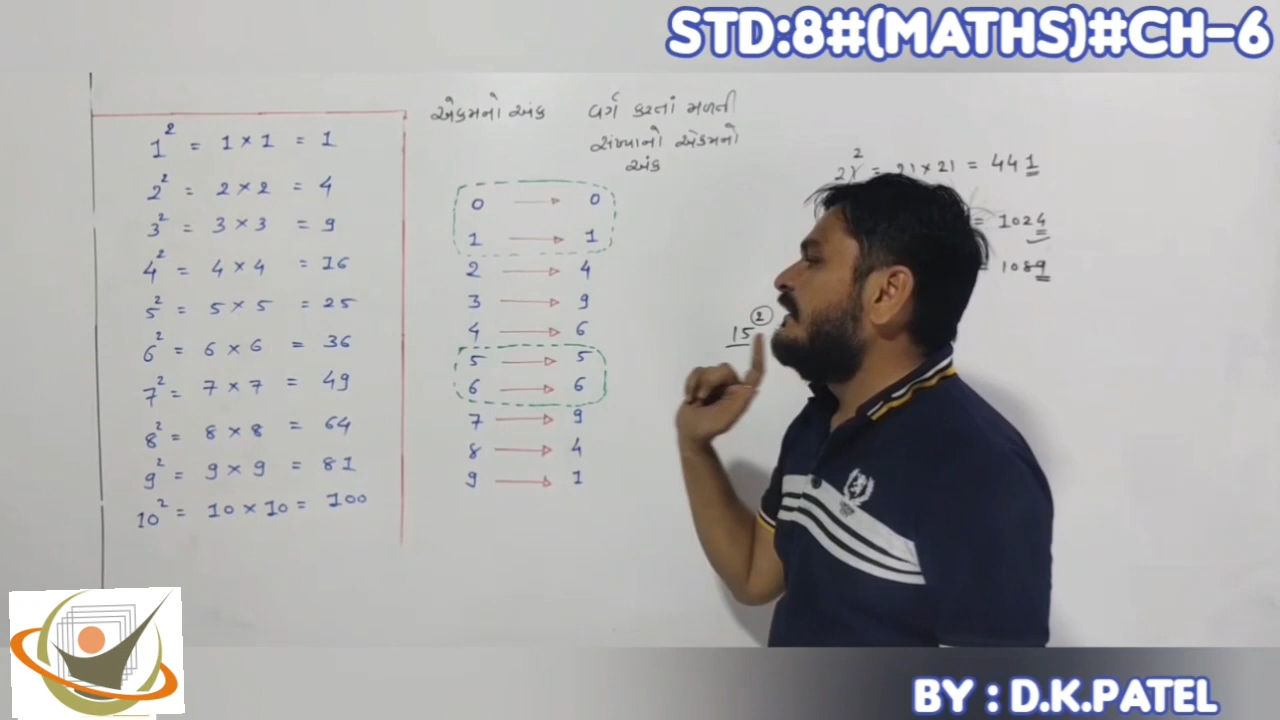 STD:8#(MATHS)#CH-6
1² = 1 × 1 = 1
2² = 2 × 2 = 4
3² = 3 × 3 = 9
4² = 4 × 4 = 16
5² = 5 × 5 = 25
6² = 6 × 6 = 36
7² = 7 × 7 = 49
8² = 8 × 8 = 64
9² = 9 × 9 = 81
10² = 10 × 10 = 100
એકમનો અંક
વર્ગ કરતાં મળતી
સંખ્યાનો એકમનો
અંક
0 → 0
1 → 1
2 → 4
3 → 9
4 → 6
5 → 5
6 → 6
7 → 9
8 → 4
9 → 1
21² = 21 × 21 = 441
= 1024
= 1089
15²
BY : D.K.PATEL